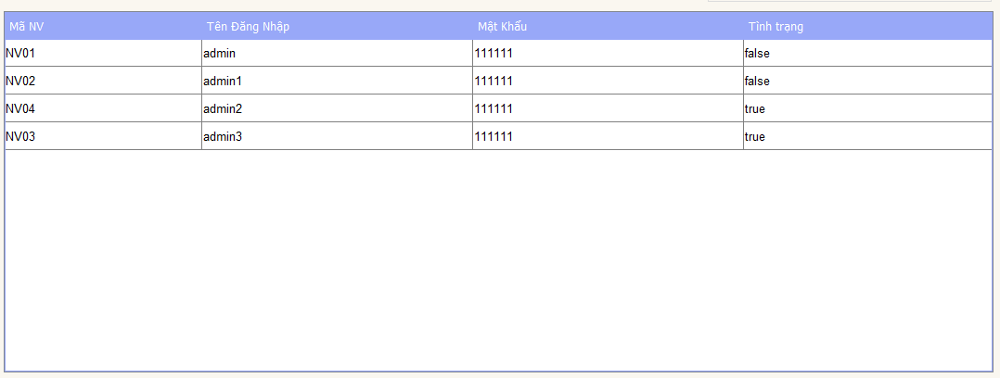 Mã NV Tên Đăng Nhập Mật Khẩu Tình trạng
NV01 admin 111111 false
NV02 admin1 111111 false
NV04 admin2 111111 true
NV03 admin3 111111 true